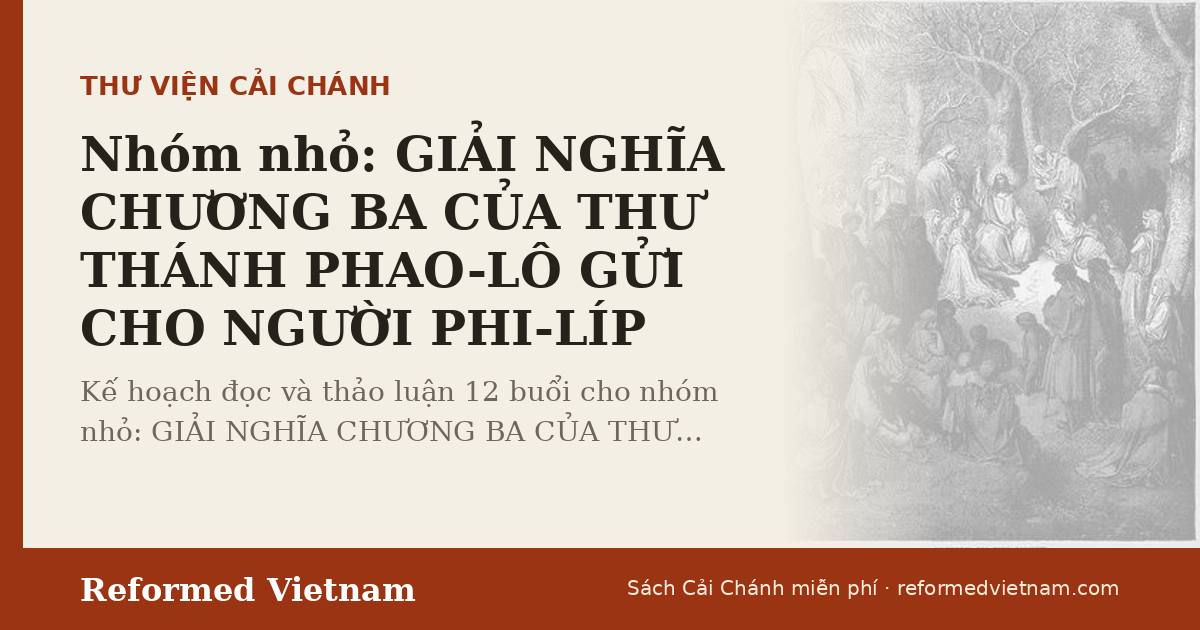 THƯ VIỆN CẢI CHÁNH
Nhóm nhỏ: GIẢI NGHĨA
CHƯƠNG BA CỦA THƯ
THÁNH PHAO-LÔ GỬI
CHO NGƯỜI PHI-LÍP
Kế hoạch đọc và thảo luận 12 buổi cho nhóm
nhỏ: GIẢI NGHĨA CHƯƠNG BA CỦA THƯ...
Reformed Vietnam
Sách Cải Chánh miễn phí · reformedvietnam.com